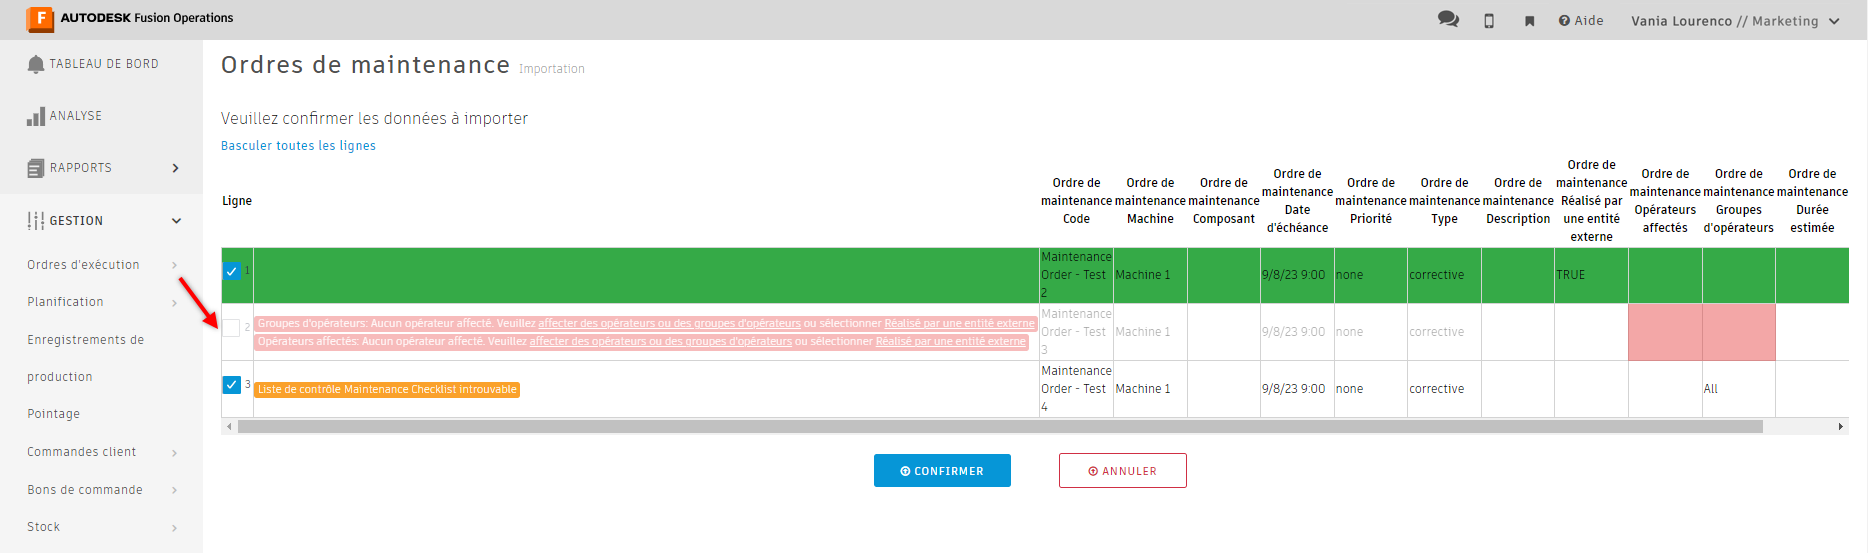 F AUTODESK Fusion Operations
Aide
Vania Lourenco // Marketing
TABLEAU DE BORD
ANALYSE
RAPPORTS
GESTION
Ordres d'exécution
Planification
Enregistrements de
production
Pointage
Commandes client
Bons de commande
Stock
Ordres de maintenance Importation
Veuillez confirmer les données à importer
Basculer toutes les lignes
Ligne
Ordre de
maintenance
Code
Ordre de
maintenance
Machine
Ordre de
maintenance
Composant
Ordre de
maintenance
Date
d'échéance
Ordre de
maintenance
Priorité
Ordre de
maintenance
Type
Ordre de
maintenance
Description
Ordre de
maintenance
Réalisé par
une entité
externe
Ordre de
maintenance
Opérateurs
affectés
Ordre de
maintenance
Groupes
d'opérateurs
Ordre de
maintenance
Durée
estimée
1
Maintenance
Order - Test
2
Machine 1
9/8/23 9:00
none
corrective
TRUE
2
Groupes d'opérateurs: Aucun opérateur affecté. Veuillez affecter des opérateurs ou des groupes d'opérateurs ou sélectionner Réalisé par une entité externe
Opérateurs affectés: Aucun opérateur affecté. Veuillez affecter des opérateurs ou des groupes d'opérateurs ou sélectionner Réalisé par une entité externe
Maintenance
Order - Test
3
Machine 1
9/8/23 9:00
none
corrective
3
Liste de contrôle Maintenance Checklist introuvable
Maintenance
Order - Test
4
Machine 1
9/8/23 9:00
none
corrective
All
CONFIRMER
ANNULER